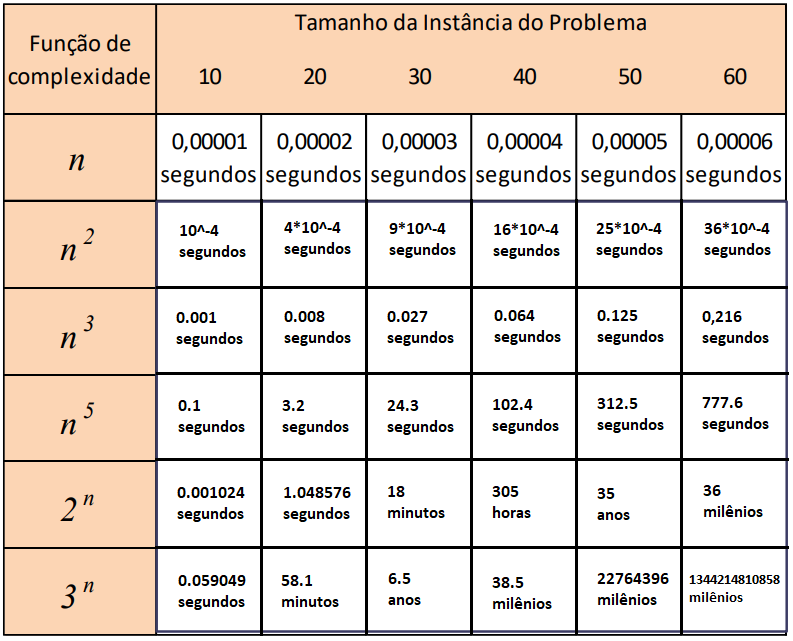 Função de complexidade
Tamanho da Instância do Problema
10 20 30 40 50 60
n
0,00001 segundos
0,00002 segundos
0,00003 segundos
0,00004 segundos
0,00005 segundos
0,00006 segundos
n^2
10^-4 segundos
4*10^-4 segundos
9*10^-4 segundos
16*10^-4 segundos
25*10^-4 segundos
36*10^-4 segundos
n^3
0.001 segundos
0.008 segundos
0.027 segundos
0.064 segundos
0.125 segundos
0,216 segundos
n^5
0.1 segundos
3.2 segundos
24.3 segundos
102.4 segundos
312.5 segundos
777.6 segundos
2^n
0.001024 segundos
1.048576 segundos
18 minutos
305 horas
35 anos
36 milênios
3^n
0.059049 segundos
58.1 minutos
6.5 anos
38.5 milênios
22764396 milênios
1344214810858 milênios